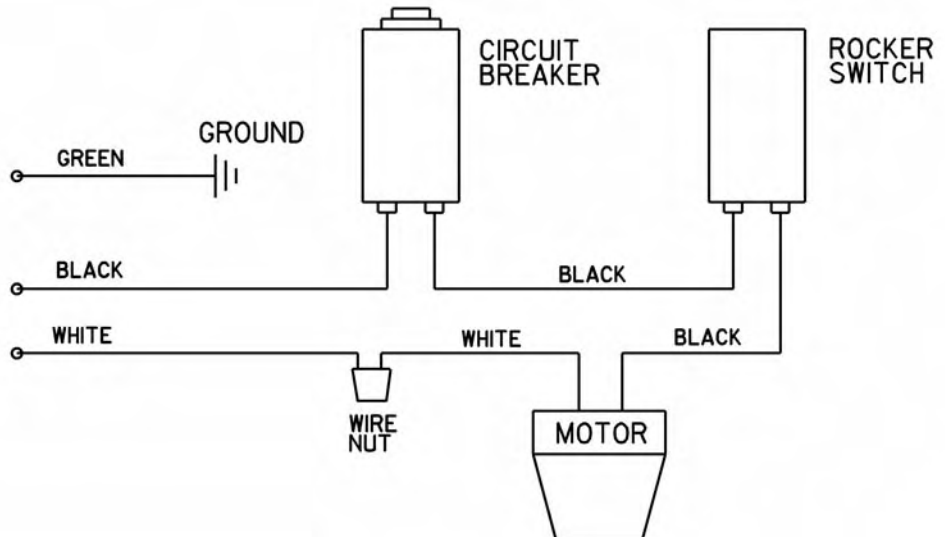 CIRCUIT
BREAKER
ROCKER
SWITCH
GROUND
GREEN
BLACK
BLACK
WHITE
WHITE
BLACK
WIRE
NUT
MOTOR